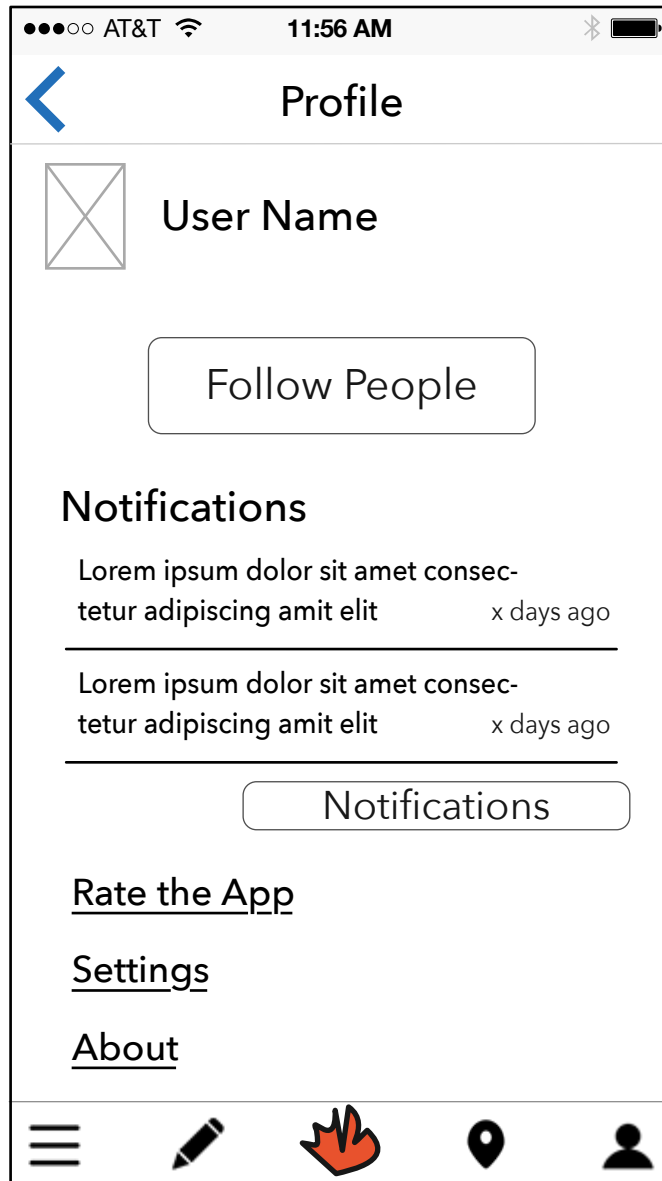 AT&T 11:56 AM
Profile
User Name
Follow People
Notifications
Lorem ipsum dolor sit amet consec-
tetur adipiscing amit elit x days ago
Lorem ipsum dolor sit amet consec-
tetur adipiscing amit elit x days ago
Notifications
Rate the App
Settings
About